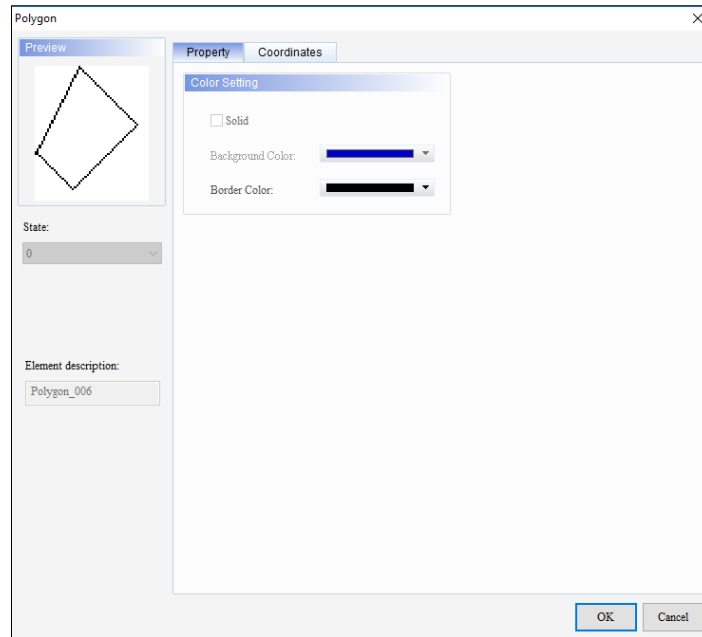 Polygon
Preview
Property
Coordinates
Color Setting
Solid
Background Color:
Border Color:
State:
0
Element description:
Polygon_006
OK
Cancel